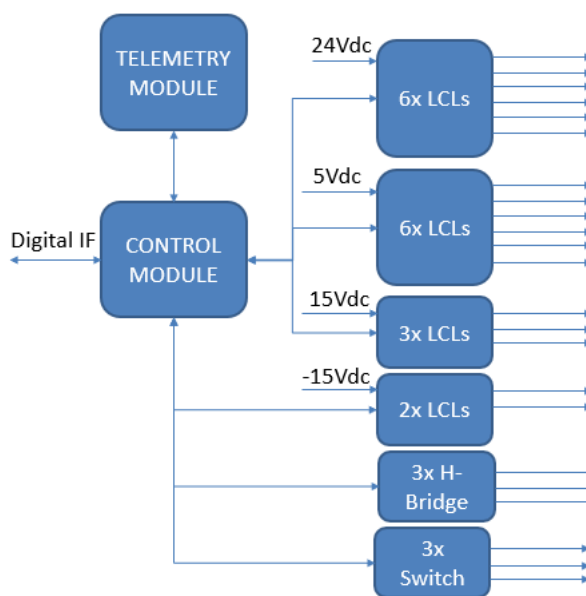 24Vdc
TELEMETRY
MODULE
6x LCLs
5Vdc
Digital IF
CONTROL
MODULE
6x LCLs
15Vdc
3x LCLs
-15Vdc
2x LCLs
3x H-
Bridge
3x
Switch